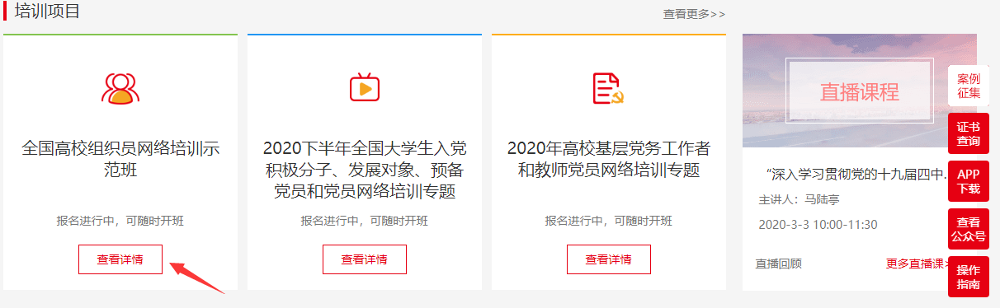 培训项目
查看更多>>
全国高校组织员网络培训示
范班
报名进行中，可随时开班
查看详情
2020下半年全国大学生入党
积极分子、发展对象、预备
党员和党员网络培训专题
报名进行中，可随时开班
查看详情
2020年高校基层党务工作者
和教师党员网络培训专题
报名进行中，可随时开班
查看详情
直播课程
“深入学习贯彻党的十九届四中.
主讲人：马陆亭
2020-3-3 10:00-11:30
直播回顾
更多直播课>
案例
征集
证书
查询
APP
下载
查看
公众号
操作
指南